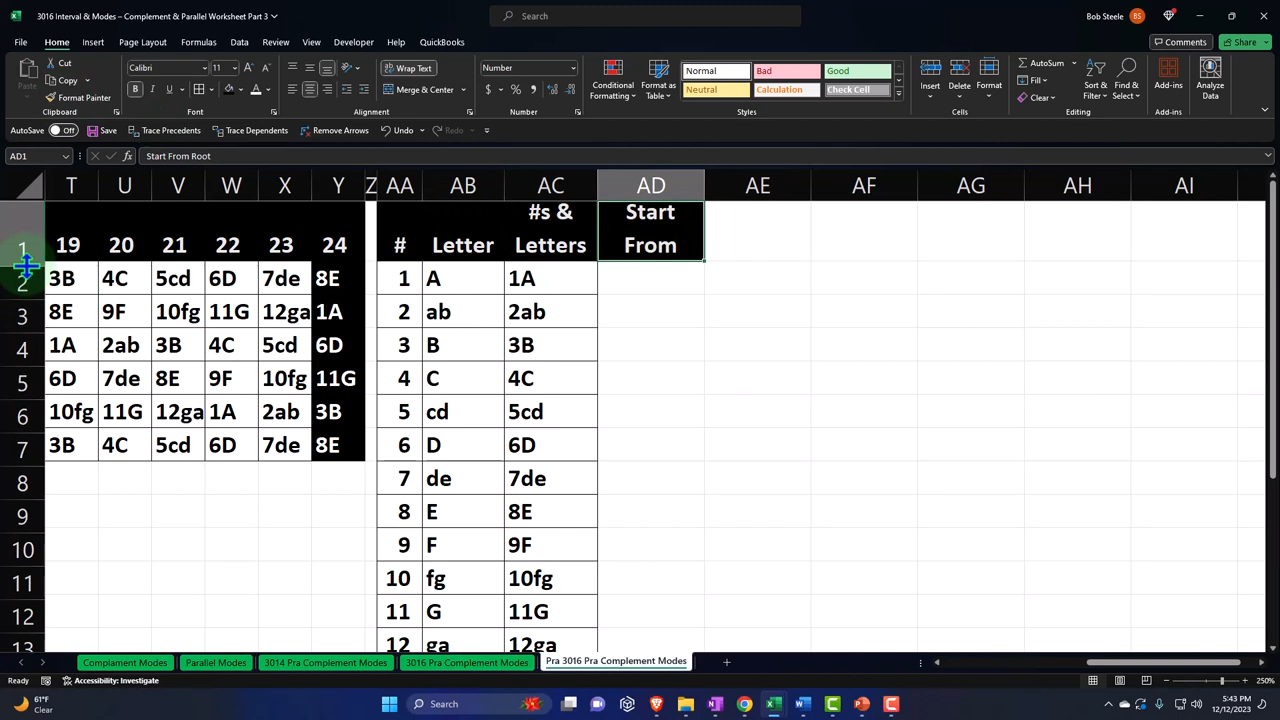 3016 Interval & Modes – Complement & Parallel Worksheet Part 3
Search
Bob Steele
BS
File Home Insert Page Layout Formulas Data Review View Developer Help QuickBooks
Comments
Share
Cut
Copy
Format Painter
Paste
Clipboard
Calibri
11
Font
Wrap Text
Merge & Center
Alignment
Number
Number
Conditional Formatting
Format as Table
Normal Bad Good
Neutral Calculation Check Cell
Styles
Insert Delete Format
Cells
AutoSum
Fill
Clear
Sort & Filter
Find & Select
Editing
Add-ins
Add-ins
Analyze Data
AutoSave Off Save Trace Precedents Trace Dependents Remove Arrows Undo Redo
AD1 fx Start From Root
T U V W X Y Z AA AB AC AD AE AF AG AH AI
1 19 20 21 22 23 24 # Letter #s & Letters Start From
2 3B 4C 5cd 6D 7de 8E 1 A 1A
3 8E 9F 10fg 11G 12ga 1A 2 ab 2ab
4 1A 2ab 3B 4C 5cd 6D 3 B 3B
5 6D 7de 8E 9F 10fg 11G 4 C 4C
6 10fg 11G 12ga 1A 2ab 3B 5 cd 5cd
7 3B 4C 5cd 6D 7de 8E 6 D 6D
8 7 de 7de
9 8 E 8E
10 9 F 9F
11 10 fg 10fg
12 11 G 11G
13 12 ga 12ga
Complament Modes Parallel Modes 3014 Pra Complement Modes 3016 Pra Complement Modes Pra 3016 Pra Complement Modes
Ready Accessibility: Investigate 250%
61°F
Clear
Search
5:43 PM
12/12/2023